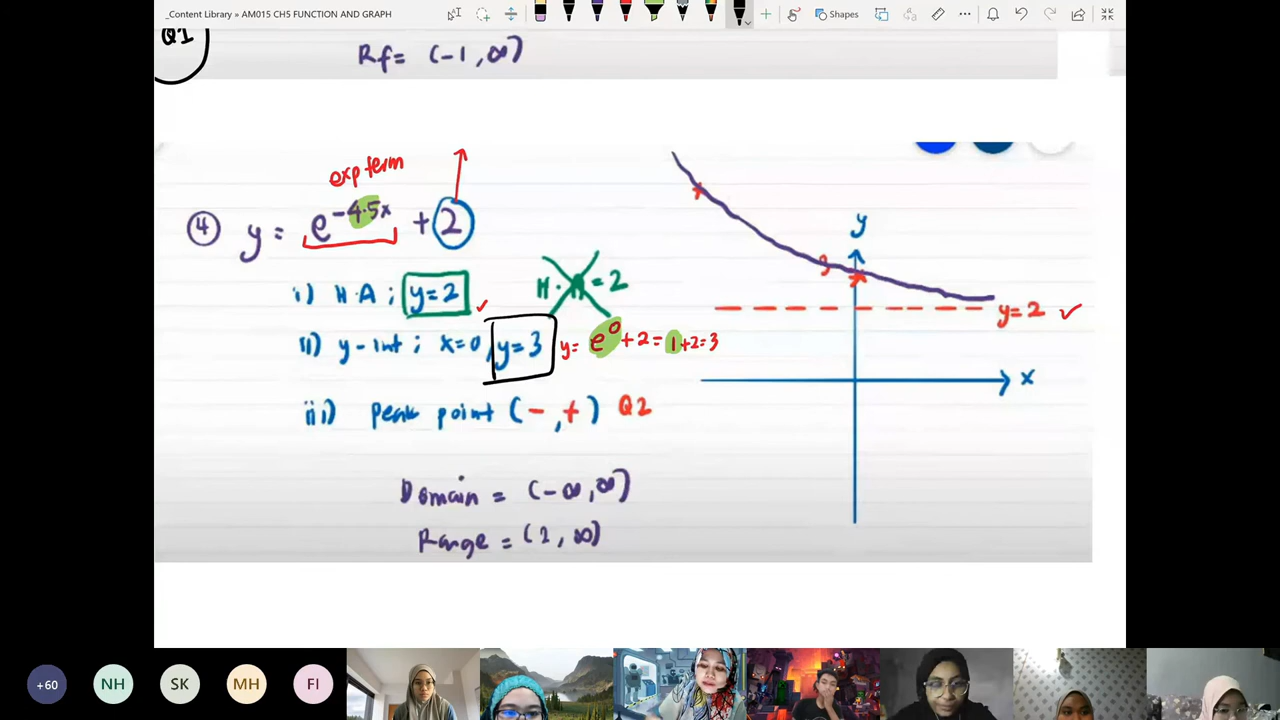 _Content Library » AM015 CH5 FUNCTION AND GRAPH
Shapes
Q1
Rf = (-1, ∞)
exp term
④ y = e^-4.5x + 2
i) H.A ; y=2 ✓
H.A = 2
ii) y-int ; x=0, y=3 y = e^0 + 2 = 1+2=3
iii) Peak point (-, +) Q2
Domain = (-∞, ∞)
Range = (2, ∞)
y
3
y=2 ✓
x
+60
NH
SK
MH
FI